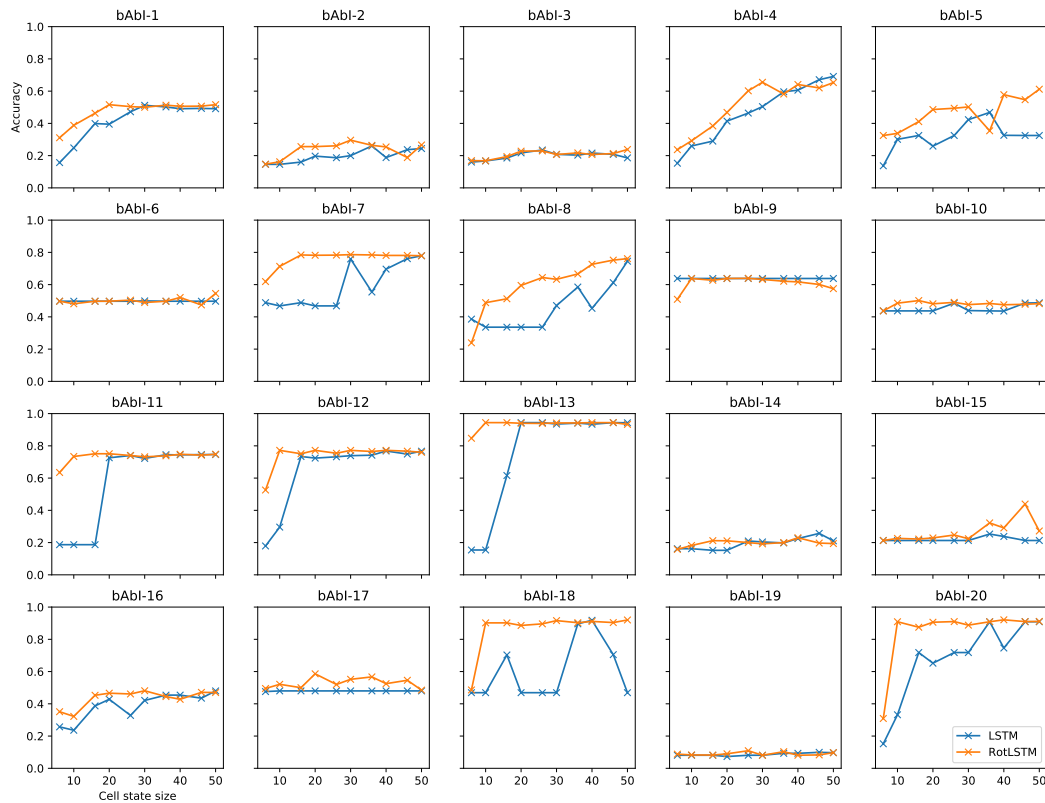 bAbI-1 bAbI-2 bAbI-3 bAbI-4 bAbI-5
1.0
0.8
0.6
0.4
0.2
0.0
Accuracy
bAbI-6 bAbI-7 bAbI-8 bAbI-9 bAbI-10
1.0
0.8
0.6
0.4
0.2
0.0
bAbI-11 bAbI-12 bAbI-13 bAbI-14 bAbI-15
1.0
0.8
0.6
0.4
0.2
0.0
bAbI-16 bAbI-17 bAbI-18 bAbI-19 bAbI-20
1.0
0.8
0.6
0.4
0.2
0.0
LSTM
RotLSTM
10 20 30 40 50 10 20 30 40 50 10 20 30 40 50 10 20 30 40 50 10 20 30 40 50
Cell state size